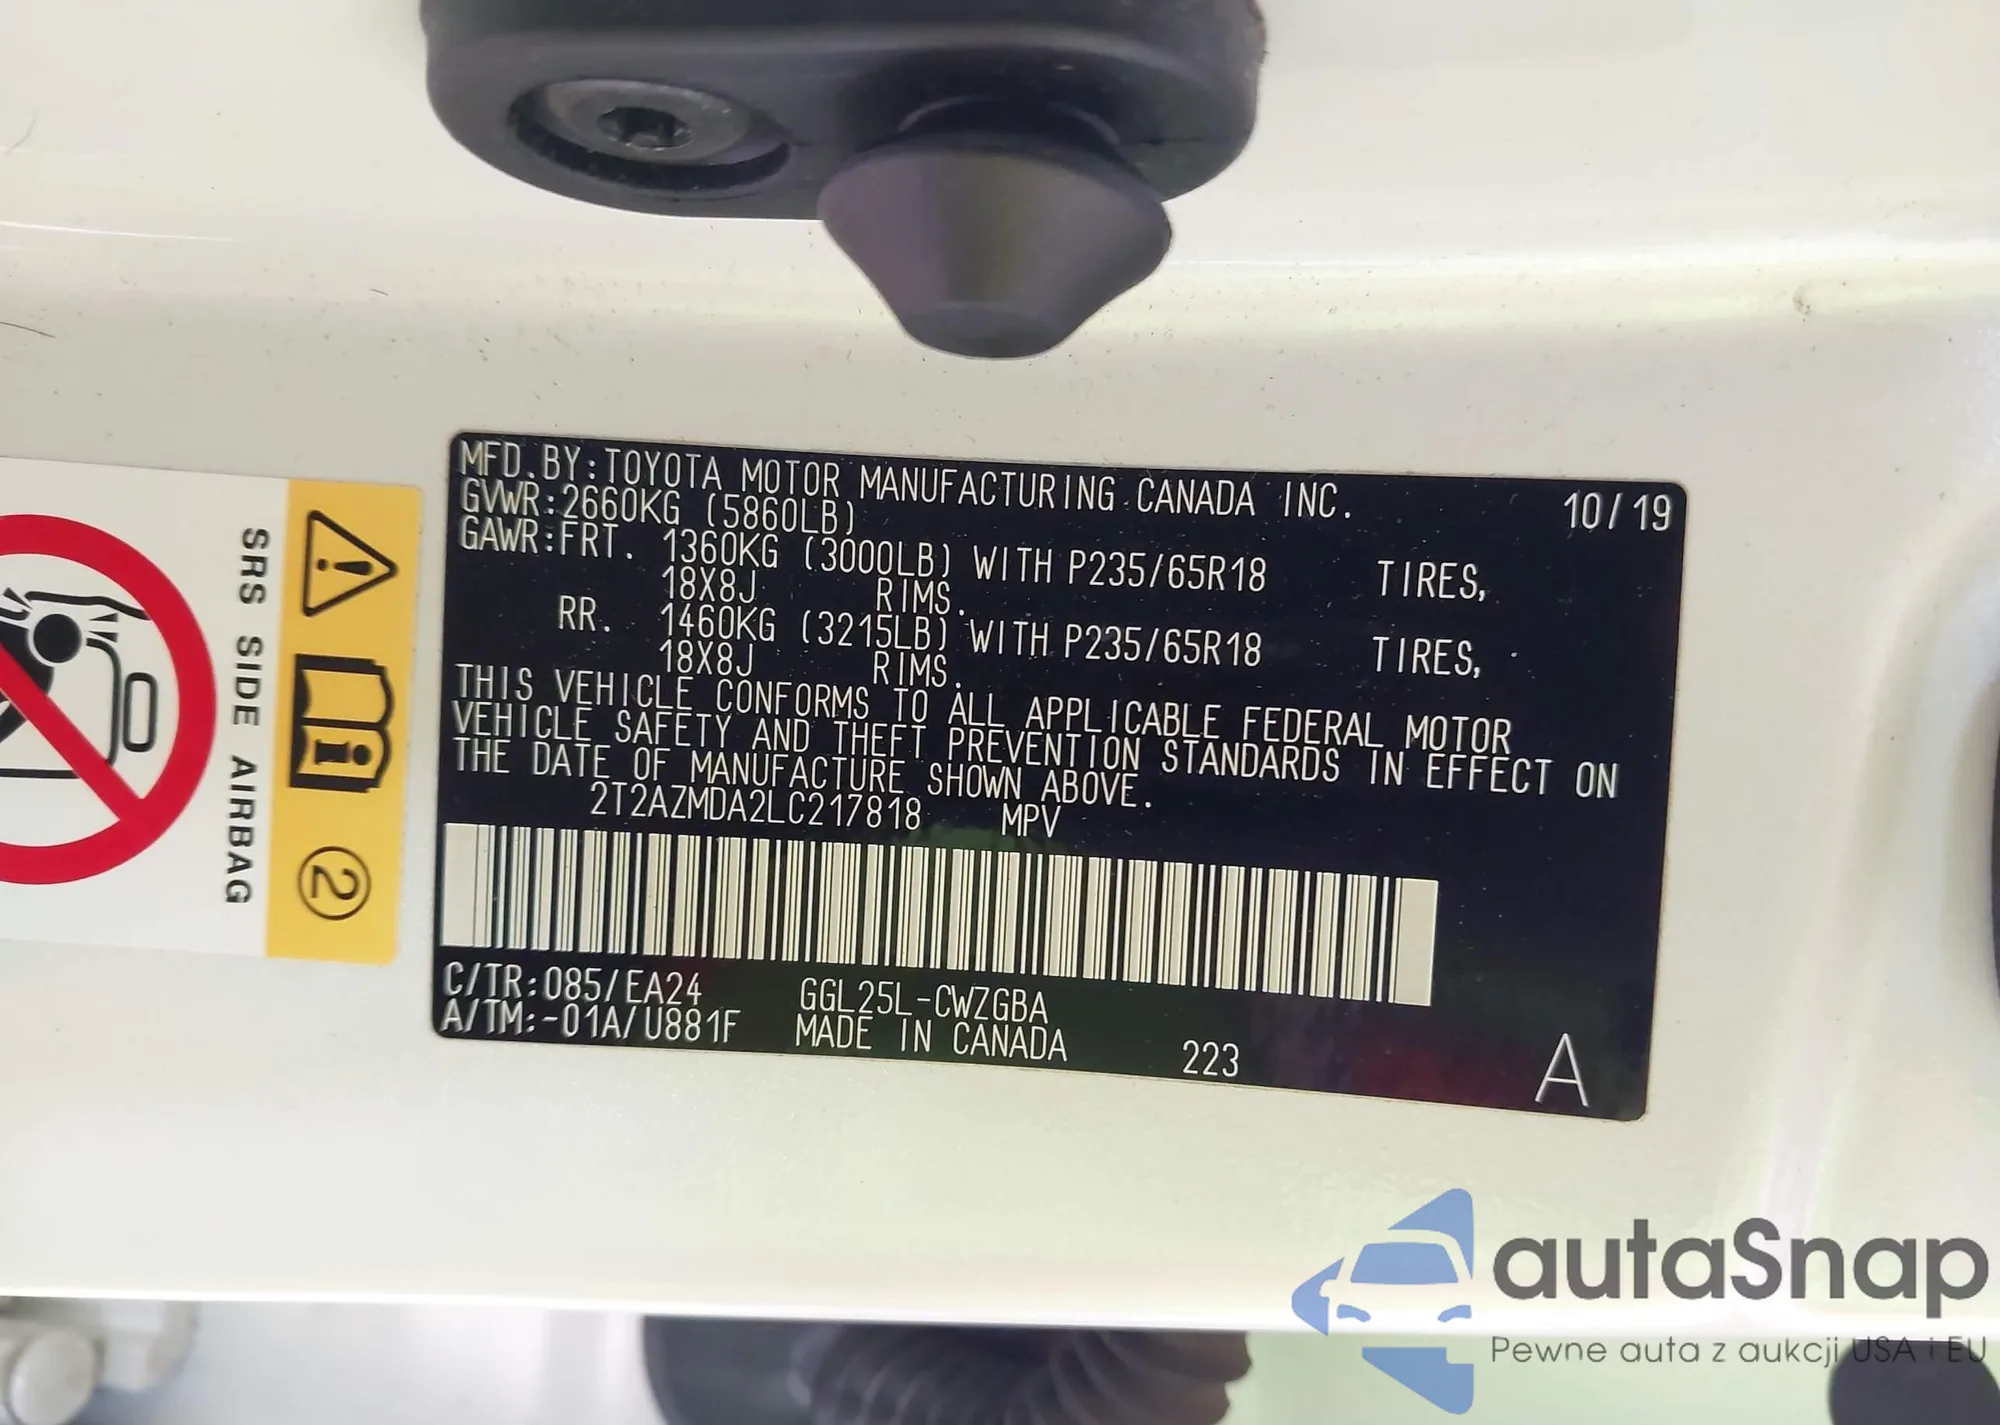 MFD.BY:TOYOTA MOTOR MANUFACTURING CANADA INC. 10/19
GVWR:2660KG (5860LB)
GAWR:FRT. 1360KG (3000LB) WITH P235/65R18 TIRES,
18X8J RIMS.
RR. 1460KG (3215LB) WITH P235/65R18 TIRES,
18X8J RIMS.
THIS VEHICLE CONFORMS TO ALL APPLICABLE FEDERAL MOTOR
VEHICLE SAFETY AND THEFT PREVENTION STANDARDS IN EFFECT ON
THE DATE OF MANUFACTURE SHOWN ABOVE.
2T2AZMDA2LC217818 MPV
C/TR:085/EA24 GGL25L-CWZGBA
A/TM:-01A/U881F MADE IN CANADA 223 A
SRS SIDE AIRBAG
2
autaSnap
Pewne auta z aukcji USA i EU